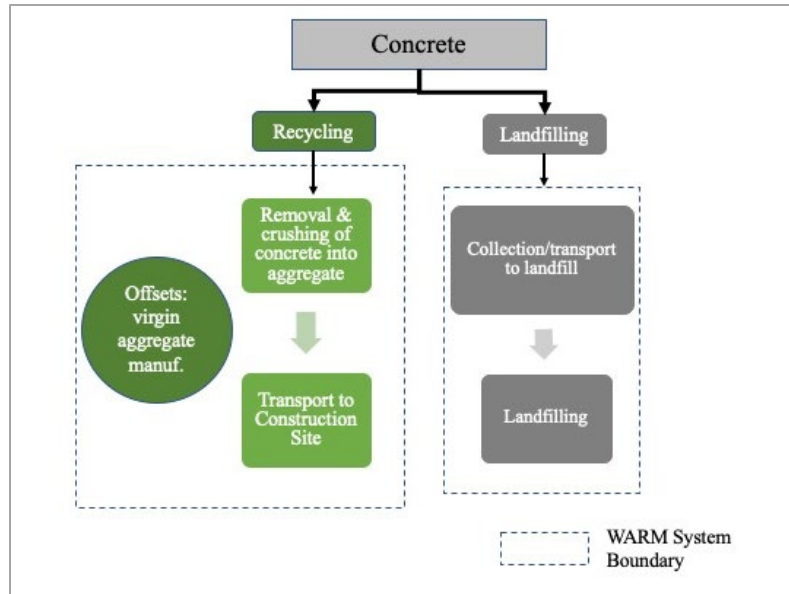 Concrete
Recycling
Landfilling
Removal &
crushing of
concrete into
aggregate
Collection/transport
to landfill
Offsets:
virgin
aggregate
manuf.
Transport to
Construction
Site
Landfilling
WARM System
Boundary